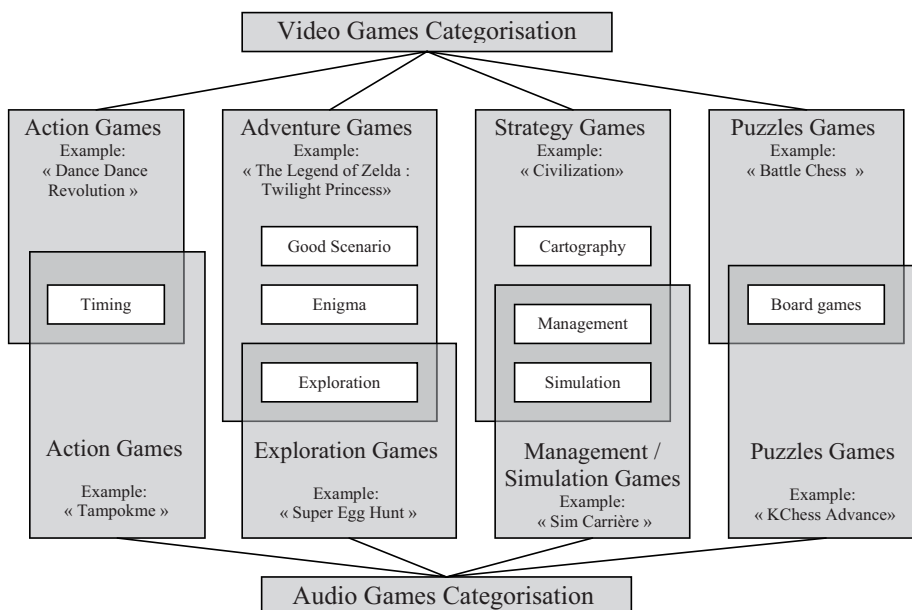 Video Games Categorisation
Action Games
Example:
« Dance Dance
Revolution »
Timing
Adventure Games
Example:
« The Legend of Zelda :
Twilight Princess»
Good Scenario
Enigma
Exploration
Strategy Games
Example:
« Civilization»
Cartography
Management
Simulation
Puzzles Games
Example:
« Battle Chess »
Board games
Action Games
Example:
« Tampokme »
Exploration Games
Example:
« Super Egg Hunt »
Management /
Simulation Games
Example:
« Sim Carrière »
Puzzles Games
Example:
« KChess Advance»
Audio Games Categorisation